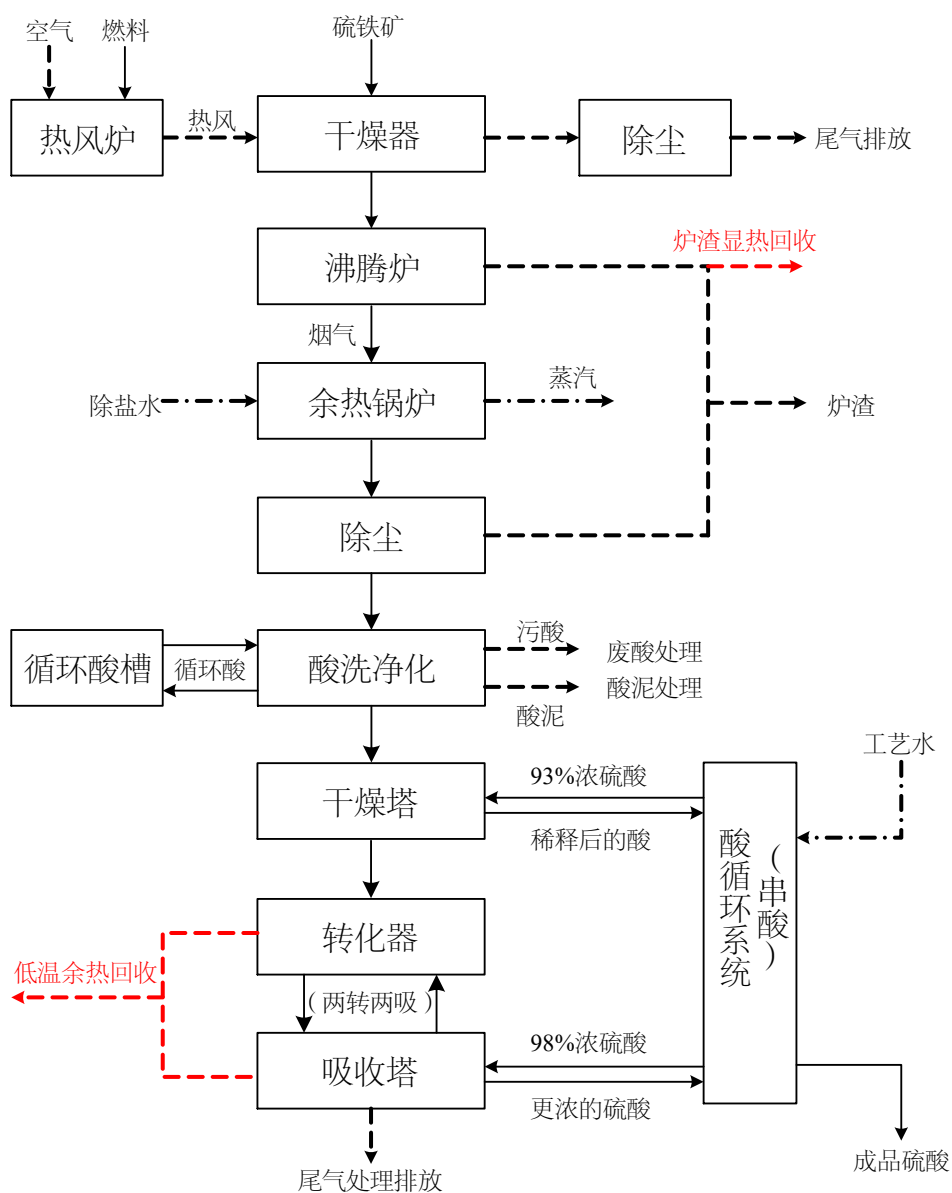 空气
燃料
硫铁矿
热风炉
热风
干燥器
除尘
尾气排放
沸腾炉
炉渣显热回收
烟气
除盐水
余热锅炉
蒸汽
炉渣
除尘
循环酸槽
循环酸
酸洗净化
污酸
废酸处理
酸泥处理
酸泥
工艺水
干燥塔
93%浓硫酸
稀释后的酸
酸循环系统
（串酸）
转化器
低温余热回收
（两转两吸）
吸收塔
98%浓硫酸
更浓的硫酸
尾气处理排放
成品硫酸